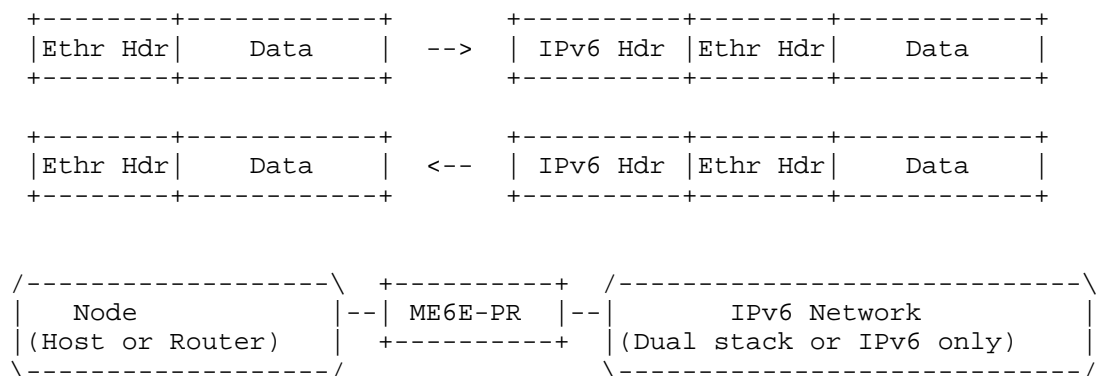 Ethr Hdr Data --> IPv6 Hdr Ethr Hdr Data
Ethr Hdr Data <-- IPv6 Hdr Ethr Hdr Data
Node ME6E-PR IPv6 Network
(Host or Router) (Dual stack or IPv6 only)